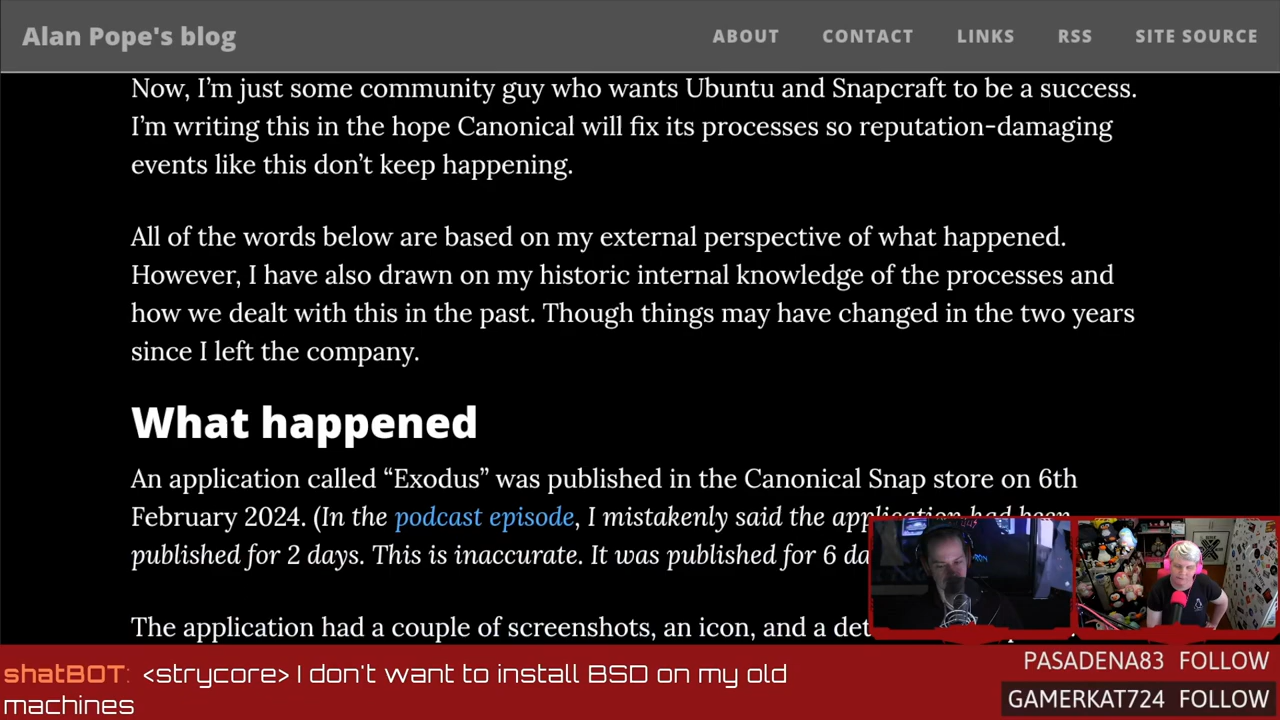 Alan Pope's blog
ABOUT CONTACT LINKS RSS SITE SOURCE
Now, I’m just some community guy who wants Ubuntu and Snapcraft to be a success.
I’m writing this in the hope Canonical will fix its processes so reputation-damaging
events like this don’t keep happening.
All of the words below are based on my external perspective of what happened.
However, I have also drawn on my historic internal knowledge of the processes and
how we dealt with this in the past. Though things may have changed in the two years
since I left the company.
What happened
An application called “Exodus” was published in the Canonical Snap store on 6th
February 2024. (In the podcast episode, I mistakenly said the application had been
published for 2 days. This is inaccurate. It was published for 6
The application had a couple of screenshots, an icon, and a
shatBOT: <strycore> I don't want to install BSD on my old
machines
PASADENA83 FOLLOW
GAMERKAT724 FOLLOW